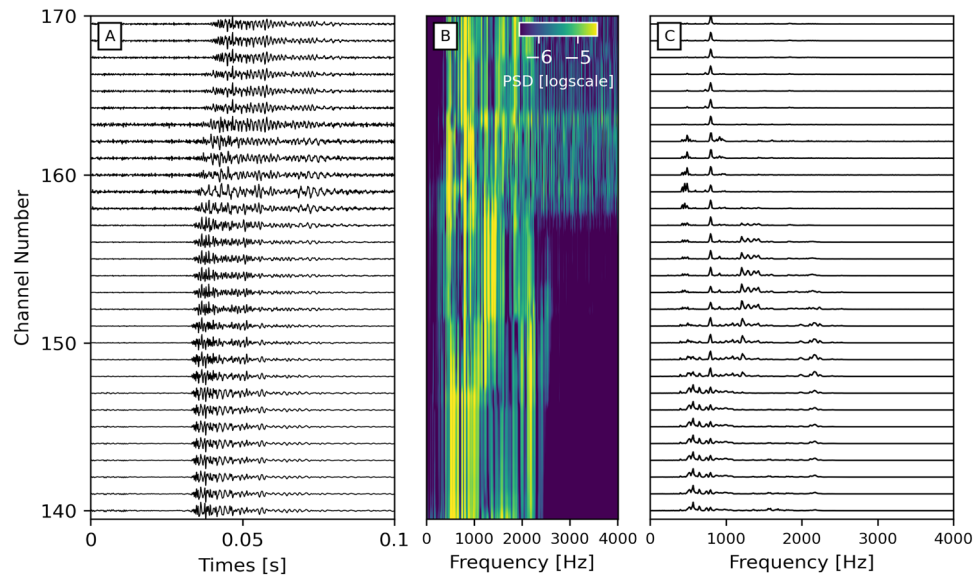 170
160
150
140
Channel Number
A
0
0.05
0.1
Times [s]
B
−6 −5
PSD [logscale]
0 1000 2000 3000 4000
Frequency [Hz]
C
0 1000 2000 3000 4000
Frequency [Hz]